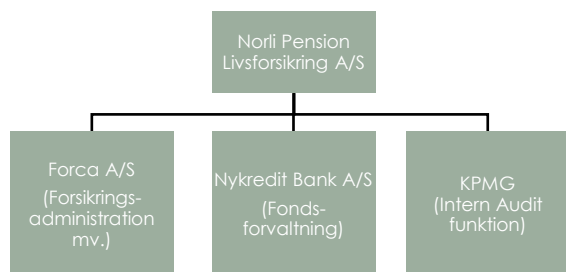 Norli Pension
Livsforsikring A/S
Forca A/S
(Forsikrings-
administration
mv.)
Nykredit Bank A/S
(Fonds-
forvaltning)
KPMG
(Intern Audit
funktion)